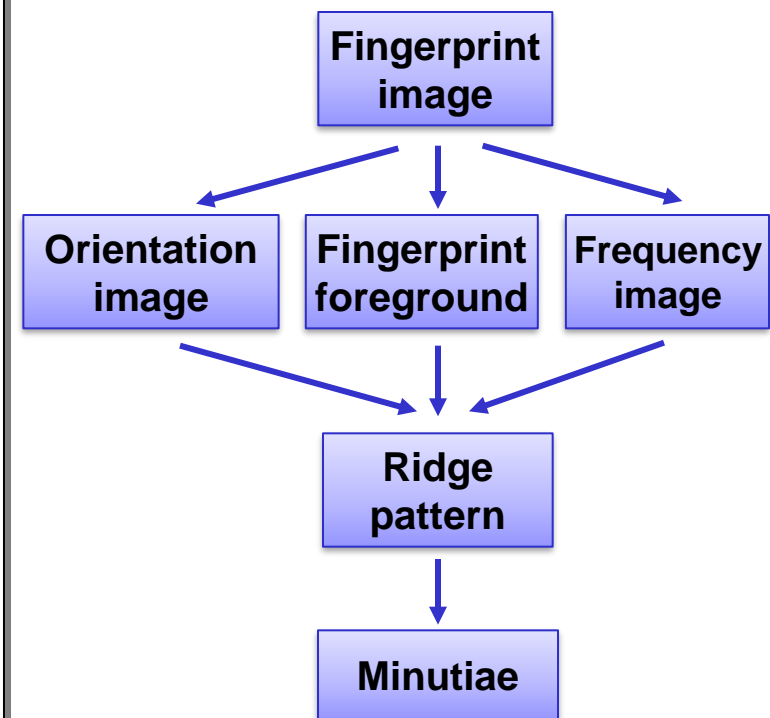 Fingerprint
image
Orientation
image
Fingerprint
foreground
Frequency
image
Ridge
pattern
Minutiae